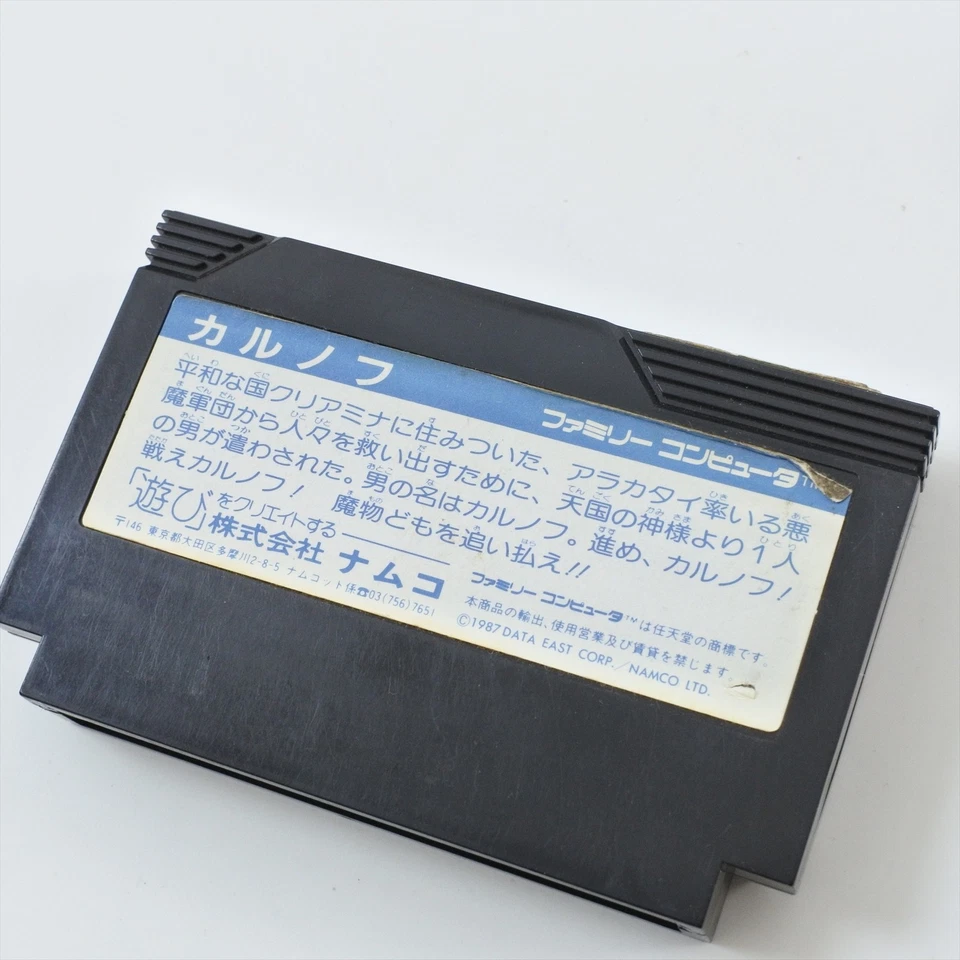 カルノフ
ファミリー コンピュータ™
平和な国クリアミナに住みついた、アラカタイ率いる悪
魔軍団から人々を救い出すために、天国の神様より1人
の男が遣わされた。男の名はカルノフ。進め、カルノフ!
戦えカルノフ! 魔物どもを追い払え!!
「遊び」をクリエイトする
株式会社 ナムコ
〒146 東京都大田区多摩川2-8-5 ナムコット係☎03(756)7651
ファミリー コンピュータ™は任天堂の商標です。
本商品の輸出、使用営業及び賃貸を禁じます。
©1987 DATA EAST CORP./NAMCO LTD.